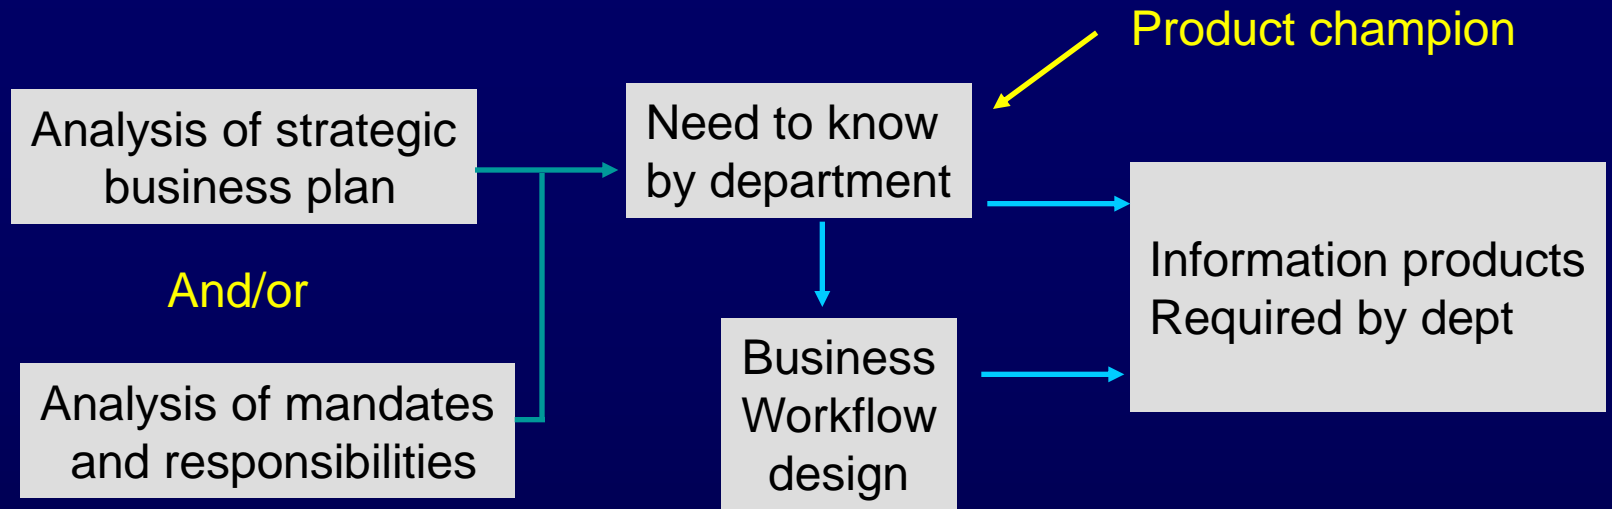 Product champion
Analysis of strategic
business plan
Need to know
by department
And/or
Information products
Required by dept
Analysis of mandates
and responsibilities
Business
Workflow
design